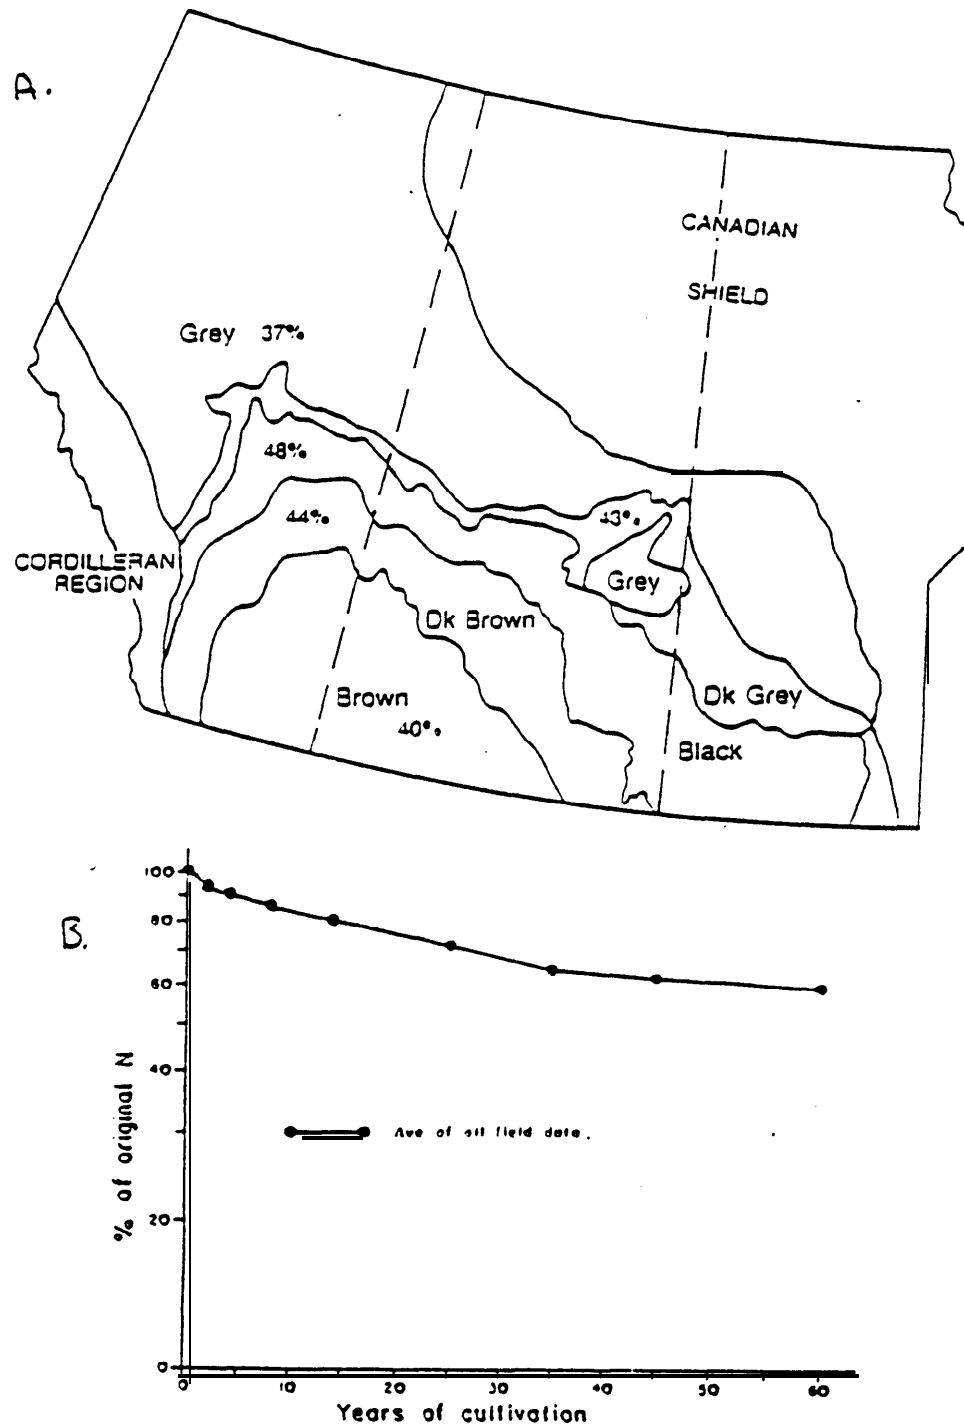 A.
CANADIAN
SHIELD
Grey 37%
48%
44%
43%
CORDILLERAN
REGION
Grey
Dk Brown
Brown
40%
Dk Grey
Black
B.
100
80
60
40
20
0
% of original N
Ave of all field data.
0 10 20 30 40 50 60
Years of cultivation